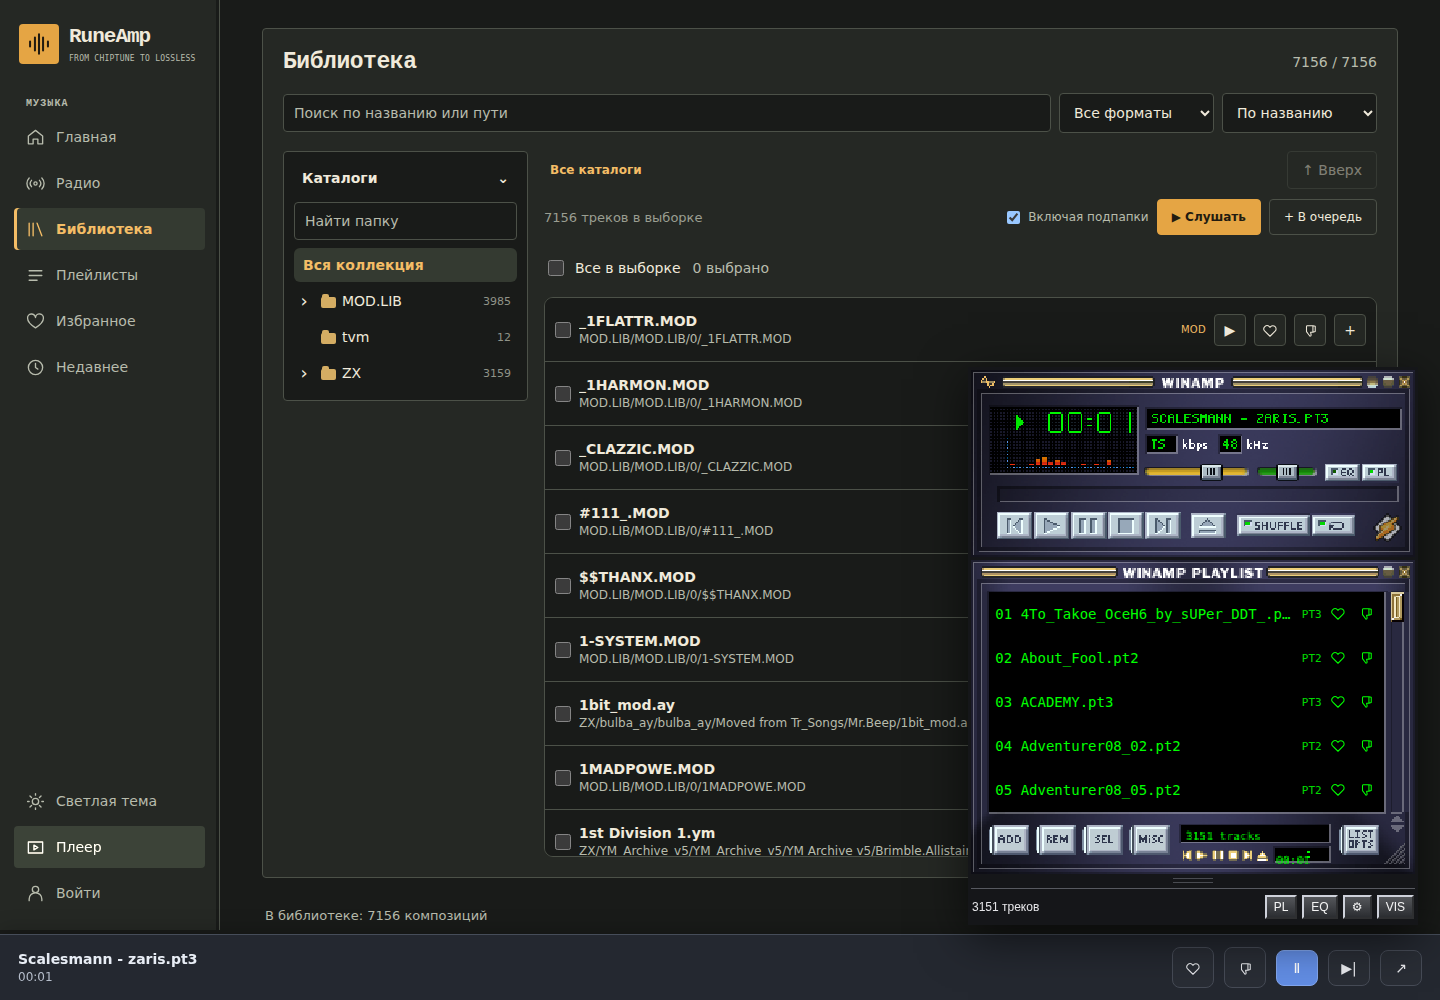 RuneAmp
FROM CHIPTUNE TO LOSSLESS
МУЗЫКА
Главная
Радио
Библиотека
Плейлисты
Избранное
Недавнее
Светлая тема
Плеер
Войти
Библиотека
7156 / 7156
Поиск по названию или пути
Все форматы
По названию
Каталоги
Найти папку
Вся коллекция
MOD.LIB 3985
tvm 12
ZX 3159
Все каталоги
↑ Вверх
7156 треков в выборке
Включая подпапки
▶ Слушать
+ В очередь
Все в выборке 0 выбрано
_1FLATTR.MOD
MOD.LIB/MOD.LIB/0/_1FLATTR.MOD
MOD
_1HARMON.MOD
MOD.LIB/MOD.LIB/0/_1HARMON.MOD
_CLAZZIC.MOD
MOD.LIB/MOD.LIB/0/_CLAZZIC.MOD
#111_.MOD
MOD.LIB/MOD.LIB/0/#111_.MOD
$$THANX.MOD
MOD.LIB/MOD.LIB/0/$$THANX.MOD
1-SYSTEM.MOD
MOD.LIB/MOD.LIB/0/1-SYSTEM.MOD
1bit_mod.ay
ZX/bulba_ay/bulba_ay/Moved from Tr_Songs/Mr.Beep/1bit_mod.a
1MADPOWE.MOD
MOD.LIB/MOD.LIB/0/1MADPOWE.MOD
1st Division 1.ym
ZX/YM_Archive_v5/YM_Archive_v5/YM Archive v5/Brimble.Allistair
В библиотеке: 7156 композиций
WINAMP
00:01
SCALESMANN - ZARIS.PT3
TS kbps 48 kHz
EQ PL
SHUFFLE
WINAMP PLAYLIST
01 4To_Takoe_OceH6_by_sUPer_DDT_.p… PT3
02 About_Fool.pt2 PT2
03 ACADEMY.pt3 PT3
04 Adventurer08_02.pt2 PT2
05 Adventurer08_05.pt2 PT2
ADD REM SEL MISC
3151 tracks
00:01
LIST OPTS
3151 треков
PL EQ VIS
Scalesmann - zaris.pt3
00:01